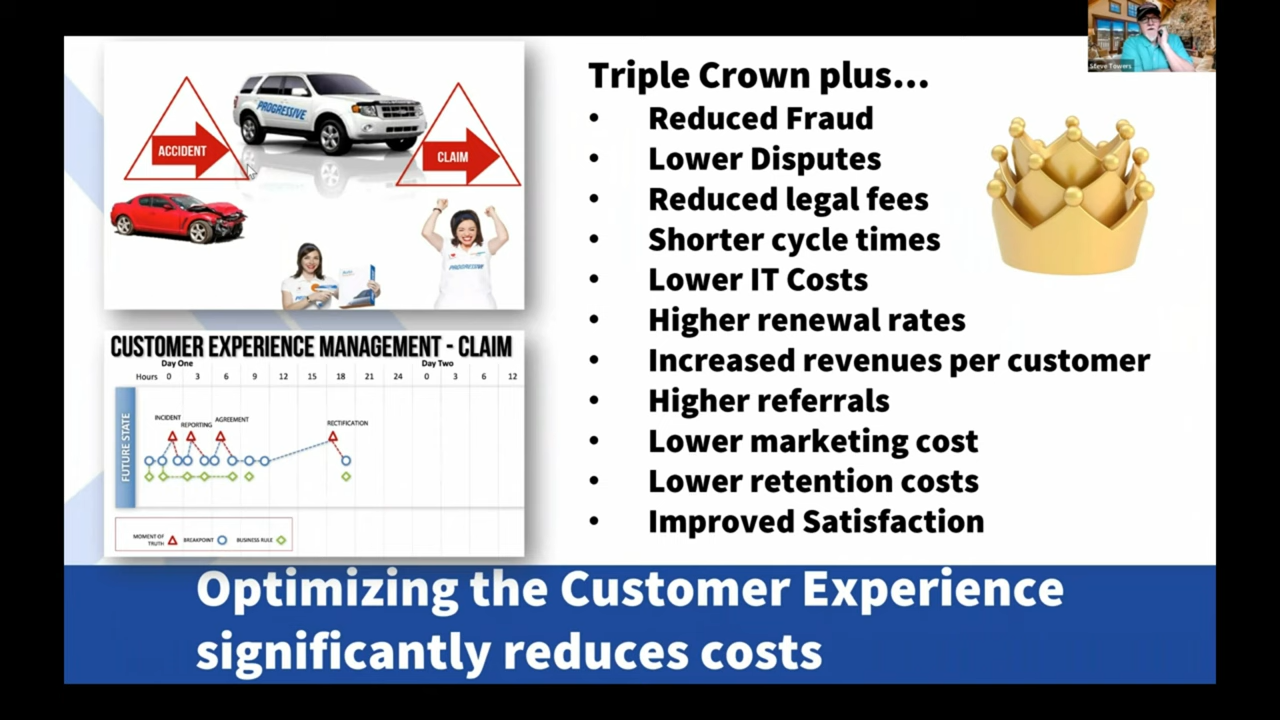 Steve Towers
ACCIDENT
PROGRESSIVE
CLAIM
PROGRESSIVE
CUSTOMER EXPERIENCE MANAGEMENT - CLAIM
Day One Day Two
Hours 0 3 6 9 12 15 18 21 24 0 3 6 12
FUTURE STATE
INCIDENT
REPORTING
AGREEMENT
RECTIFICATION
MOMENT OF TRUTH
BREAKPOINT
BUSINESS RULE
Triple Crown plus...
• Reduced Fraud
• Lower Disputes
• Reduced legal fees
• Shorter cycle times
• Lower IT Costs
• Higher renewal rates
• Increased revenues per customer
• Higher referrals
• Lower marketing cost
• Lower retention costs
• Improved Satisfaction
Optimizing the Customer Experience
significantly reduces costs